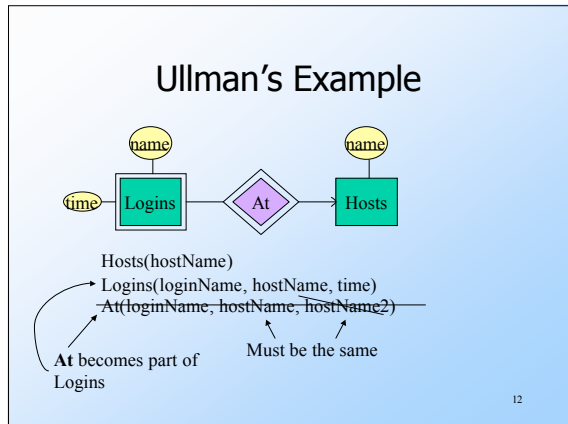 Ullman's Example
name
name
time
Logins
At
Hosts
Hosts(hostName)
Logins(loginName, hostName, time)
At(loginName, hostName, hostName2)
Must be the same
At becomes part of
Logins
12